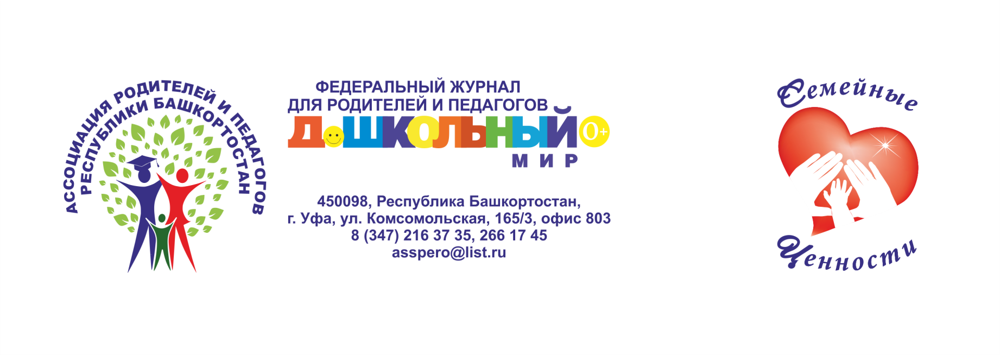 АССОЦИАЦИЯ РОДИТЕЛЕЙ И ПЕДАГОГОВ
РЕСПУБЛИКИ БАШКОРТОСТАН
ФЕДЕРАЛЬНЫЙ ЖУРНАЛ
ДЛЯ РОДИТЕЛЕЙ И ПЕДАГОГОВ
ДОШКОЛЬНЫЙ 0+
МИР
450098, Республика Башкортостан,
г. Уфа, ул. Комсомольская, 165/3, офис 803
8 (347) 216 37 35, 266 17 45
asspero@list.ru
Семейные
Ценности